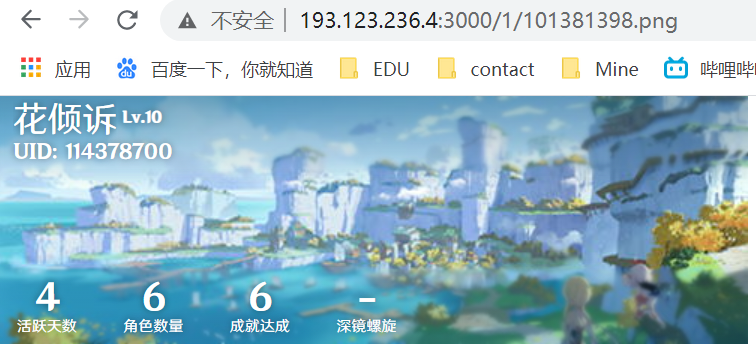 不安全 | 193.123.236.4:3000/1/101381398.png
应用 百度一下，你就知道 EDU contact Mine 哔哩哔
花倾诉 Lv.10
UID: 114378700
4 6 6 -
活跃天数 角色数量 成就达成 深镜螺旋